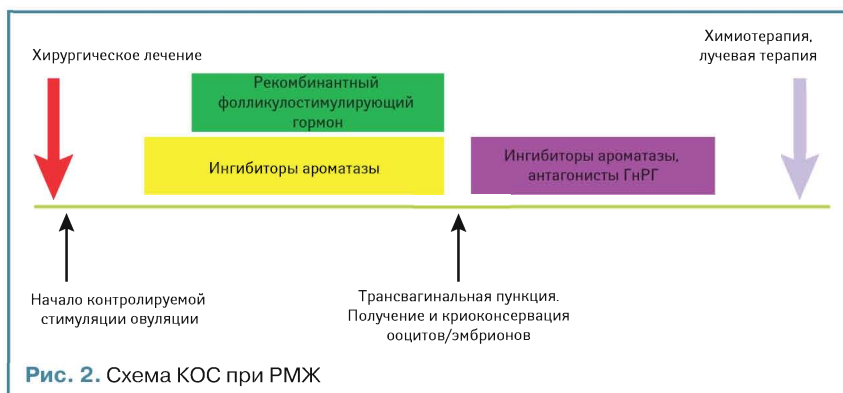 Хирургическое лечение
Химиотерапия,
лучевая терапия
Рекомбинантный
фолликулостимулирующий
гормон
Ингибиторы ароматазы
Ингибиторы ароматазы,
антагонисты ГнРГ
Начало контролируемой
стимуляции овуляции
Трансвагинальная пункция.
Получение и криоконсервация
ооцитов/эмбрионов
Рис. 2. Схема КОС при РМЖ